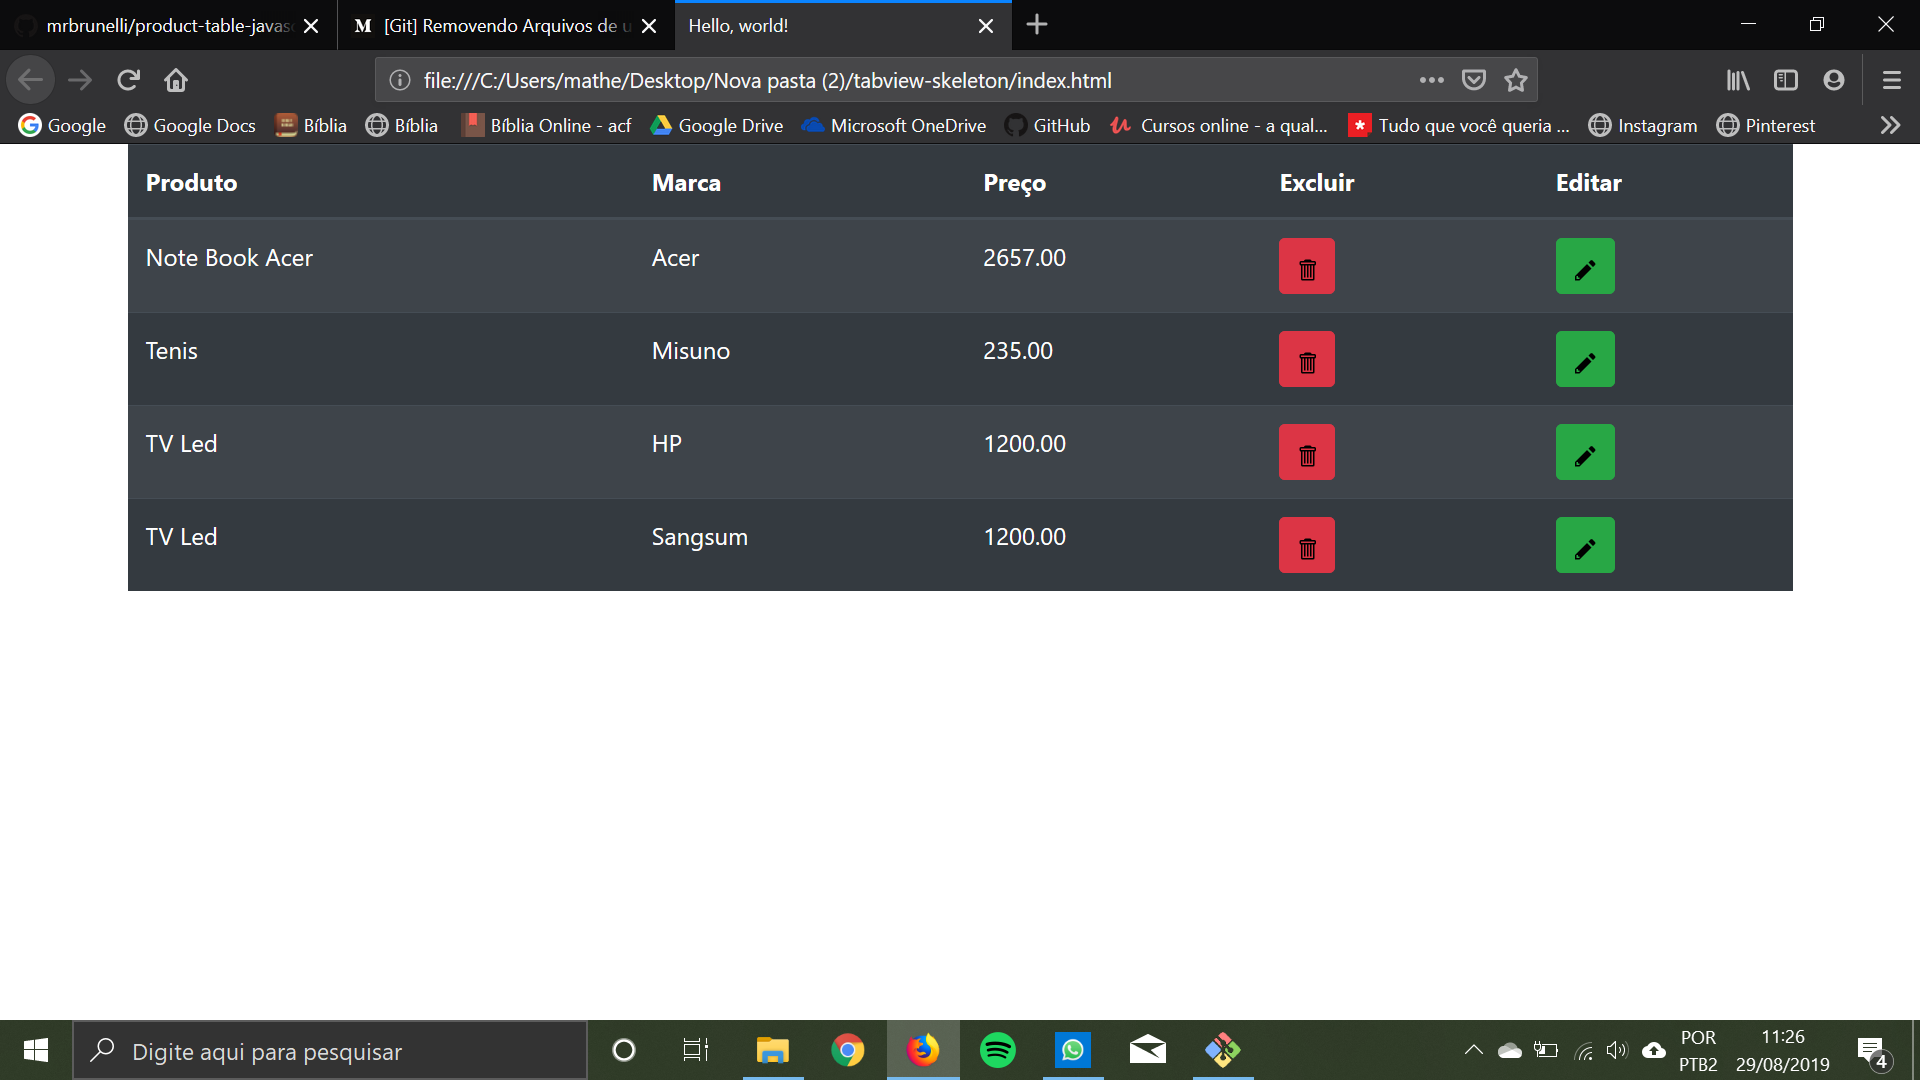 mrbrunelli/product-table-javas
[Git] Removendo Arquivos de u
Hello, world!
file:///C:/Users/mathe/Desktop/Nova pasta (2)/tabview-skeleton/index.html
Google Google Docs Bíblia Bíblia Bíblia Online - acf Google Drive Microsoft OneDrive GitHub Cursos online - a qual... Tudo que você queria ... Instagram Pinterest
Produto Marca Preço Excluir Editar
Note Book Acer Acer 2657.00
Tenis Misuno 235.00
TV Led HP 1200.00
TV Led Sangsum 1200.00
Digite aqui para pesquisar
POR
PTB2
11:26
29/08/2019
4